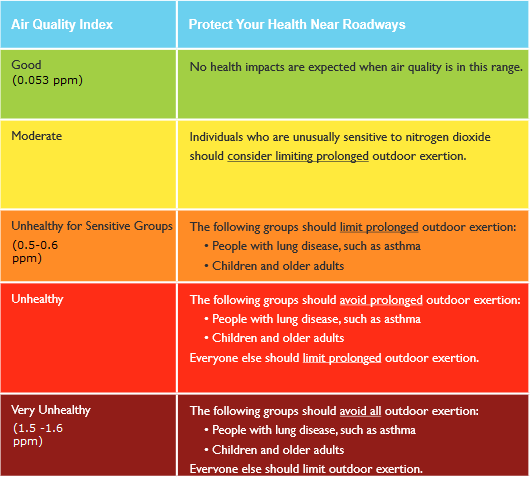 Air Quality Index
Protect Your Health Near Roadways
Good
(0.053 ppm)
No health impacts are expected when air quality is in this range.
Moderate
Individuals who are unusually sensitive to nitrogen dioxide
should consider limiting prolonged outdoor exertion.
Unhealthy for Sensitive Groups
(0.5-0.6
ppm)
The following groups should limit prolonged outdoor exertion:
• People with lung disease, such as asthma
• Children and older adults
Unhealthy
The following groups should avoid prolonged outdoor exertion:
• People with lung disease, such as asthma
• Children and older adults
Everyone else should limit prolonged outdoor exertion.
Very Unhealthy
(1.5 -1.6
ppm)
The following groups should avoid all outdoor exertion:
• People with lung disease, such as asthma
• Children and older adults
Everyone else should limit outdoor exertion.